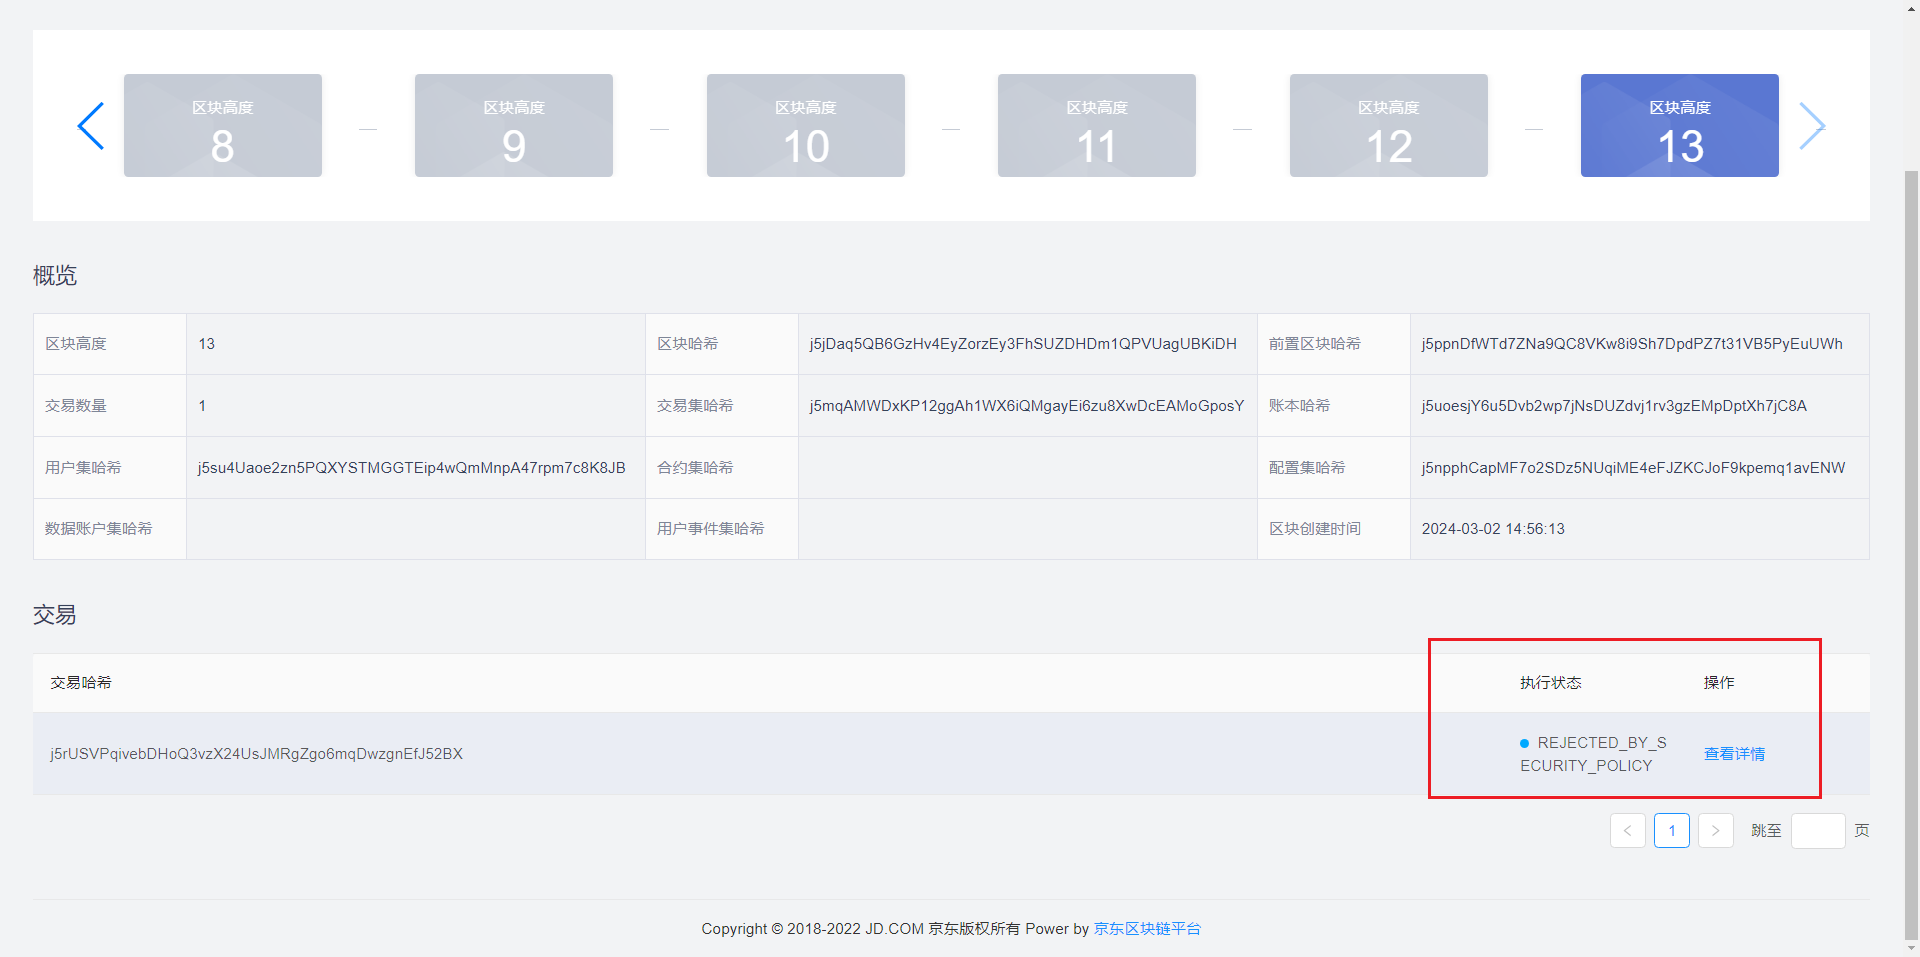 区块高度 区块高度 区块高度 区块高度 区块高度 区块高度
8 9 10 11 12 13
概览
区块高度 13 区块哈希 j5jDaq5QB6GzHv4EyZorzEy3FhSUZDHDm1QPVUagUBKiDH 前置区块哈希 j5ppnDfWTd7ZNa9QC8VKw8i9Sh7DpdPZ7t31VB5PyEuUWh
交易数量 1 交易集哈希 j5mqAMWDxKP12ggAh1WX6iQMgayEi6zu8XwDcEAMoGposY 账本哈希 j5uoesjY6u5Dvb2wp7jNsDUZdvj1rv3gzEMpDptXh7jC8A
用户集哈希 j5su4Uaoe2zn5PQXYSTMGGTEip4wQmMnpA47rpm7c8K8JB 合约集哈希 配置集哈希 j5npphCapMF7o2SDz5NUqiME4eFJZKCJoF9kpemq1avENW
数据账户集哈希 用户事件集哈希 区块创建时间 2024-03-02 14:56:13
交易
交易哈希 执行状态 操作
j5rUSVPqivebDHoQ3vzX24UsJMRgZgo6mqDwzgnEfJ52BX REJECTED_BY_S 查看详情
ECURITY_POLICY
< 1 > 跳至 页
Copyright © 2018-2022 JD.COM 京东版权所有 Power by 京东区块链平台